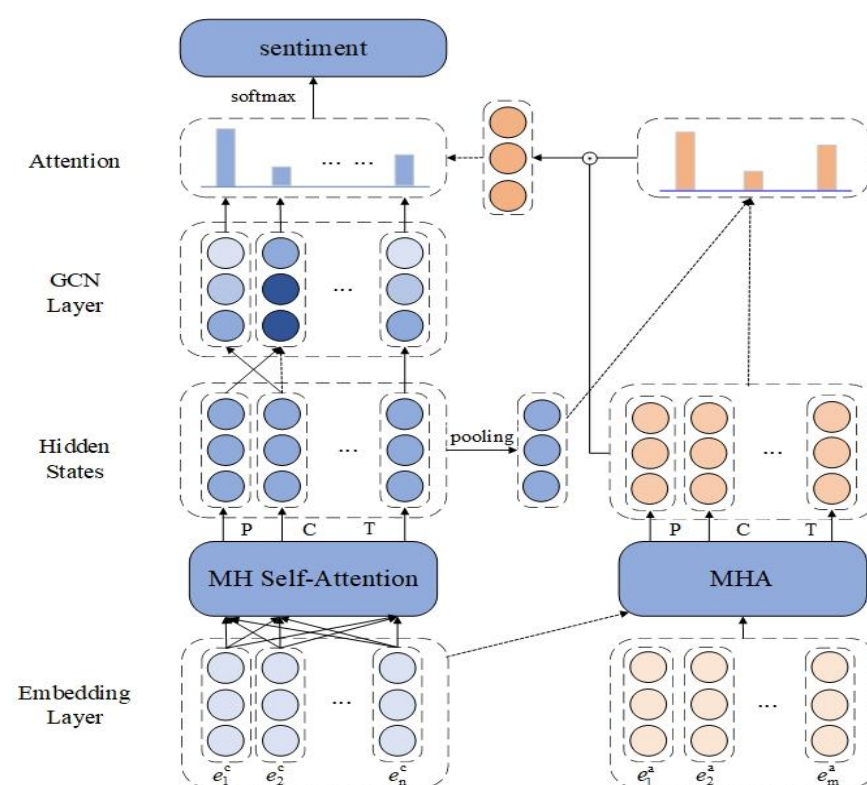 sentiment
softmax
Attention
... ...
GCN
Layer
...
Hidden
States
...
pooling
...
P C T
P C T
MH Self-Attention
MHA
Embedding
Layer
...
...
e₁ᶜ e₂ᶜ eₙᶜ
e₁ᵃ e₂ᵃ eₘᵃ